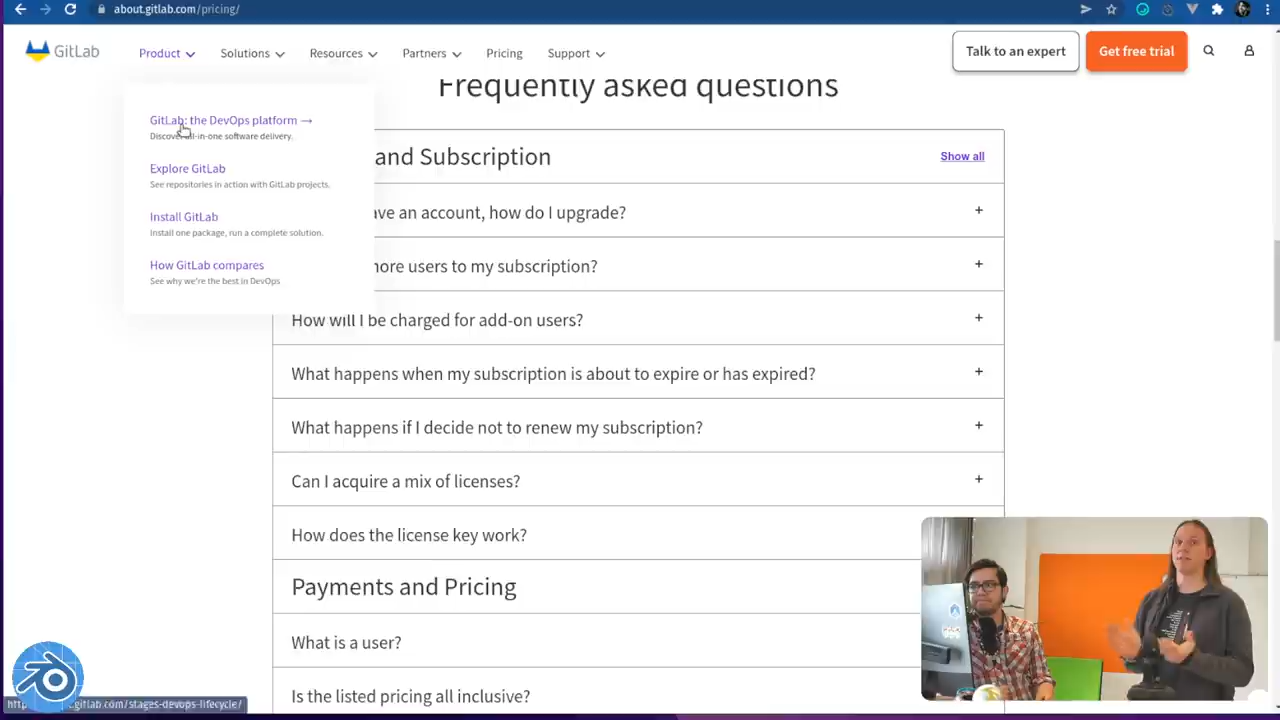 about.gitlab.com/pricing/
GitLab
Product
Solutions
Resources
Partners
Pricing
Support
Talk to an expert
Get free trial
Frequently asked questions
GitLab: the DevOps platform →
Discover all-in-one software delivery.
Explore GitLab
See repositories in action with GitLab projects.
Install GitLab
Install one package, run a complete solution.
How GitLab compares
See why we're the best in DevOps
and Subscription
Show all
ave an account, how do I upgrade?
+
more users to my subscription?
+
How will I be charged for add-on users?
+
What happens when my subscription is about to expire or has expired?
+
What happens if I decide not to renew my subscription?
+
Can I acquire a mix of licenses?
+
How does the license key work?
Payments and Pricing
What is a user?
Is the listed pricing all inclusive?
gitlab.com/stages-devops-lifecycle/